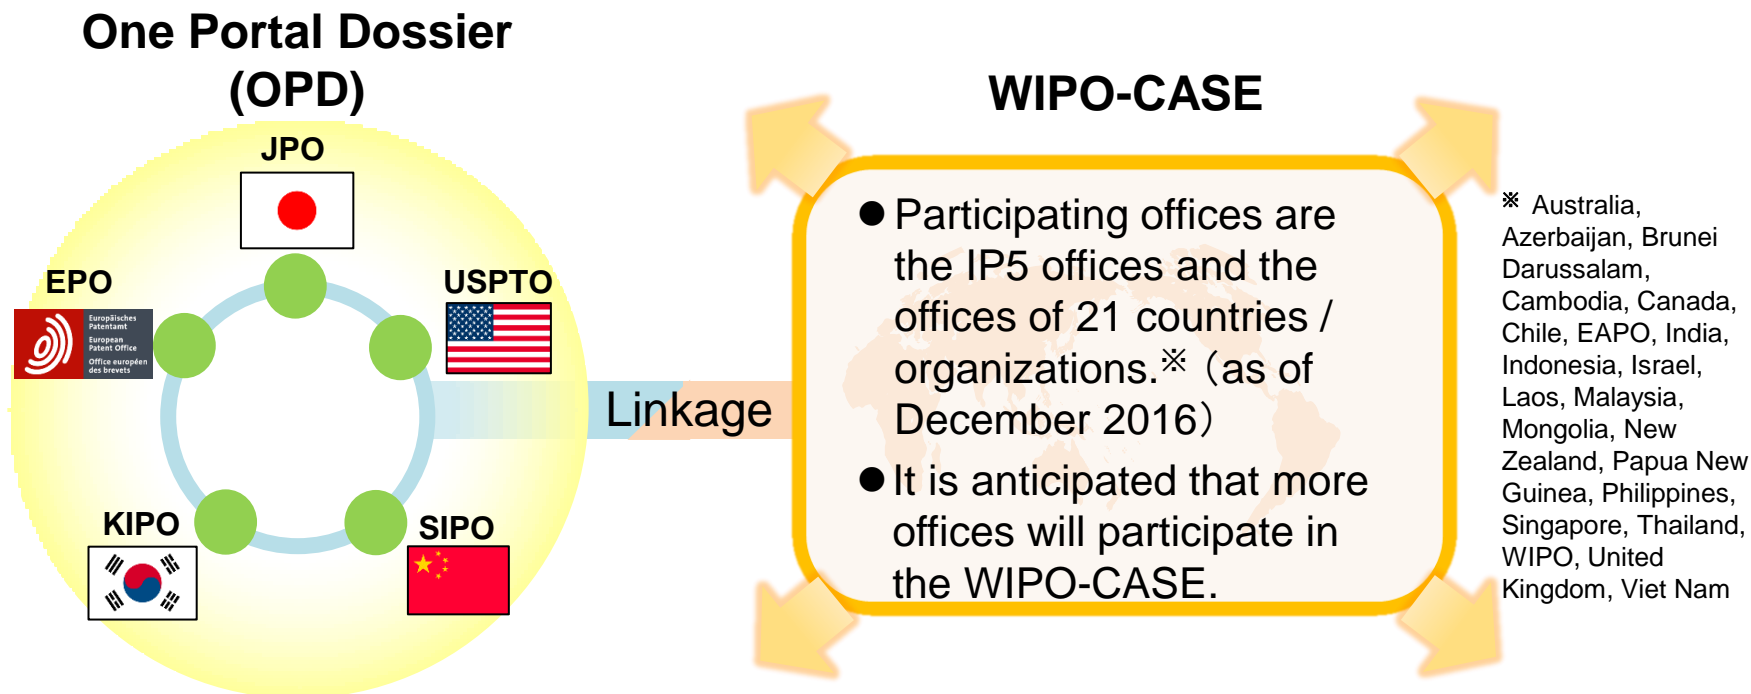 One Portal Dossier
(OPD)
JPO
EPO
Europäisches
Patentamt
European
Patent Office
Office européen
des brevets
USPTO
KIPO
SIPO
Linkage
WIPO-CASE
● Participating offices are
the IP5 offices and the
offices of 21 countries /
organizations.※（as of
December 2016）
● It is anticipated that more
offices will participate in
the WIPO-CASE.
※ Australia,
Azerbaijan, Brunei
Darussalam,
Cambodia, Canada,
Chile, EAPO, India,
Indonesia, Israel,
Laos, Malaysia,
Mongolia, New
Zealand, Papua New
Guinea, Philippines,
Singapore, Thailand,
WIPO, United
Kingdom, Viet Nam